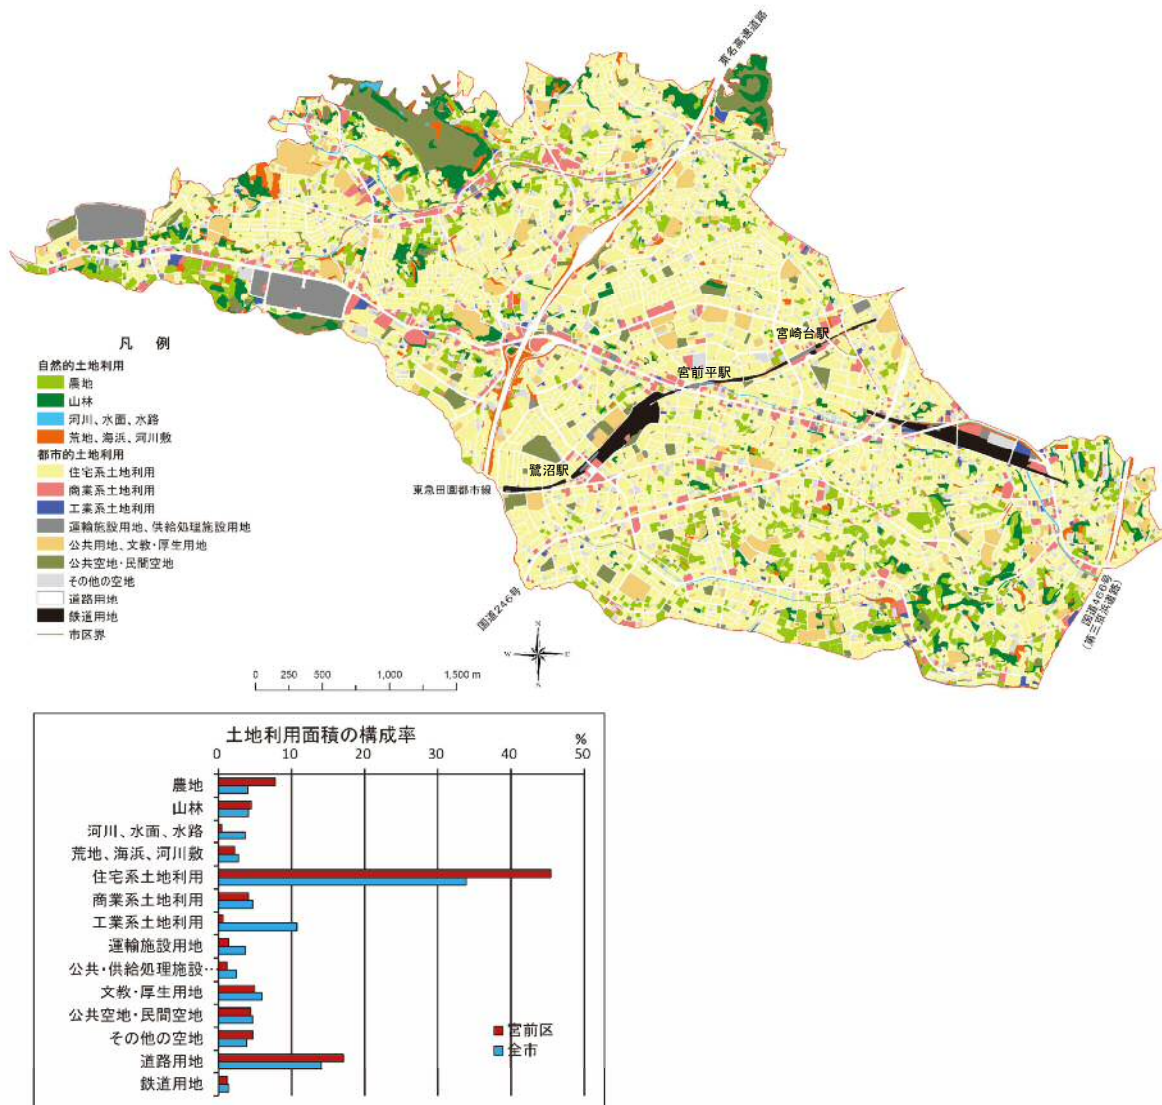 東名高速道路
宮崎台駅
宮前平駅
鷺沼駅
東急田園都市線
国道246号
国道466号
(第三京浜道路)
凡 例
自然的土地利用
農地
山林
河川、水面、水路
荒地、海浜、河川敷
都市的土地利用
住宅系土地利用
商業系土地利用
工業系土地利用
運輸施設用地、供給処理施設用地
公共用地、文教・厚生用地
公共空地・民間空地
その他の空地
道路用地
鉄道用地
市区界
N
W E
S
0 250 500 1,000 1,500 m
土地利用面積の構成率
%
0 10 20 30 40 50
農地
山林
河川、水面、水路
荒地、海浜、河川敷
住宅系土地利用
商業系土地利用
工業系土地利用
運輸施設用地
公共・供給処理施設…
文教・厚生用地
公共空地・民間空地
その他の空地
道路用地
鉄道用地
宮前区
全市